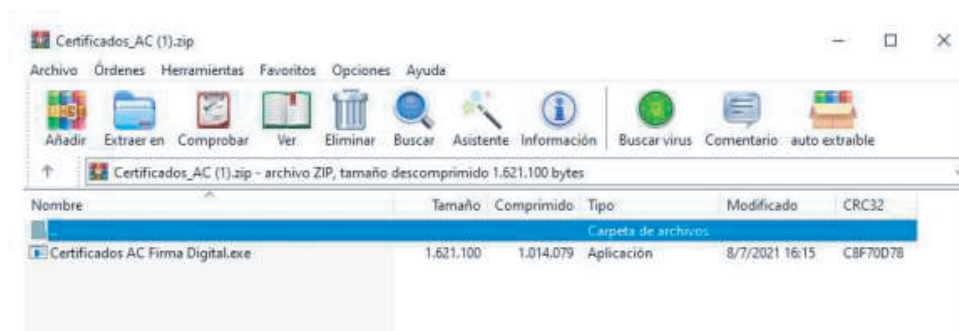 Certificados_AC (1).zip
Archivo Órdenes Herramientas Favoritos Opciones Ayuda
Añadir Extraer en Comprobar Ver Eliminar Buscar Asistente Información Buscar virus Comentario auto extraíble
Certificados_AC (1).zip - archivo ZIP, tamaño descomprimido 1.621.100 bytes
Nombre Tamaño Comprimido Tipo Modificado CRC32
.. Carpeta de archivos
Certificados AC Firma Digital.exe 1.621.100 1.014.079 Aplicación 8/7/2021 16:15 C8F70D78